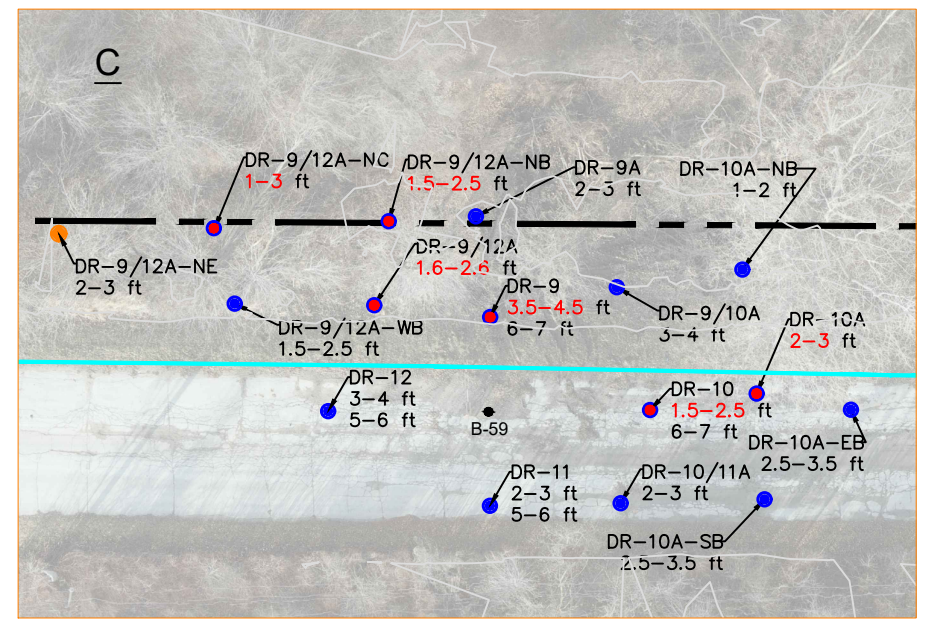 C
DR-9/12A-NC
1-3 ft
DR-9/12A-NB
1.5-2.5 ft
DR-9A
2-3 ft
DR-10A-NB
1-2 ft
DR-9/12A-NE
2-3 ft
DR-9/12A
1.6-2.6 ft
DR-9
3.5-4.5 ft
6-7 ft
DR-9/10A
3-4 ft
DR-9/12A-WB
1.5-2.5 ft
DR-10A
2-3 ft
DR-12
3-4 ft
5-6 ft
B-59
DR-10
1.5-2.5 ft
6-7 ft
DR-10A-EB
2.5-3.5 ft
DR-11
2-3 ft
5-6 ft
DR-10/11A
2-3 ft
DR-10A-SB
2.5-3.5 ft